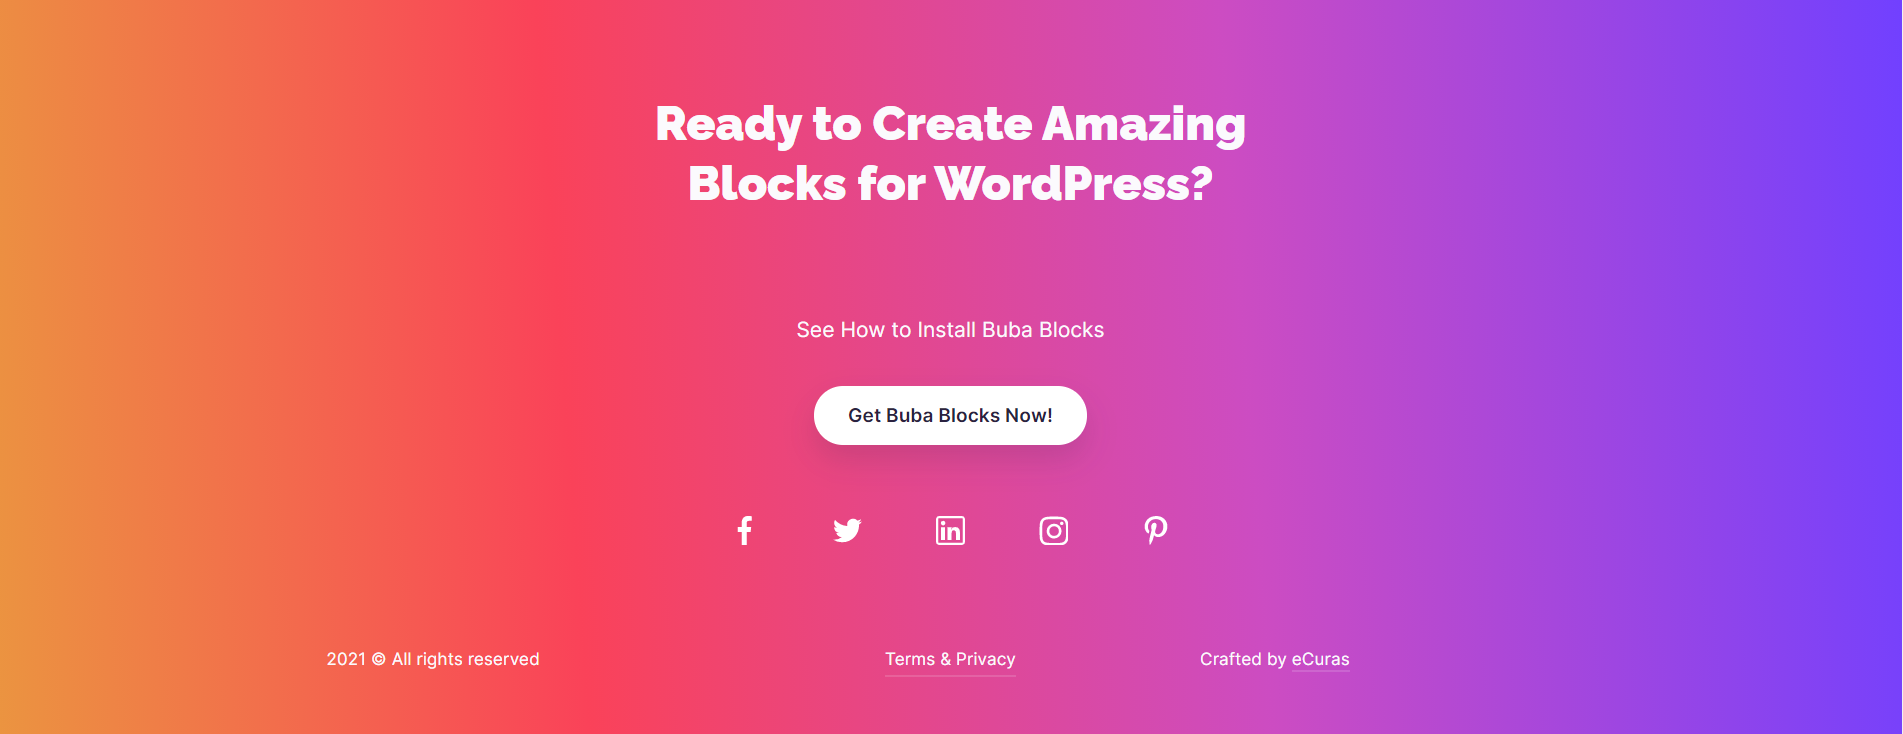 Ready to Create Amazing
Blocks for WordPress?
See How to Install Buba Blocks
Get Buba Blocks Now!
2021 © All rights reserved
Terms & Privacy
Crafted by eCuras